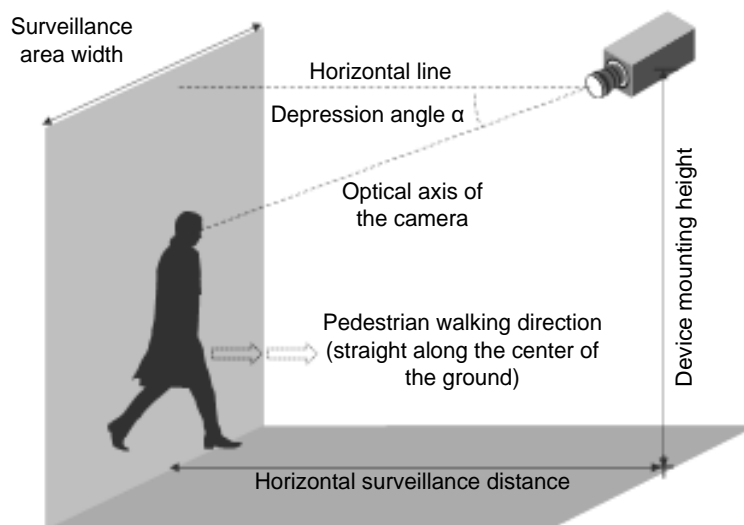 Surveillance
area width
Horizontal line
Depression angle α
Optical axis of
the camera
Device mounting height
Pedestrian walking direction
(straight along the center of
the ground)
Horizontal surveillance distance